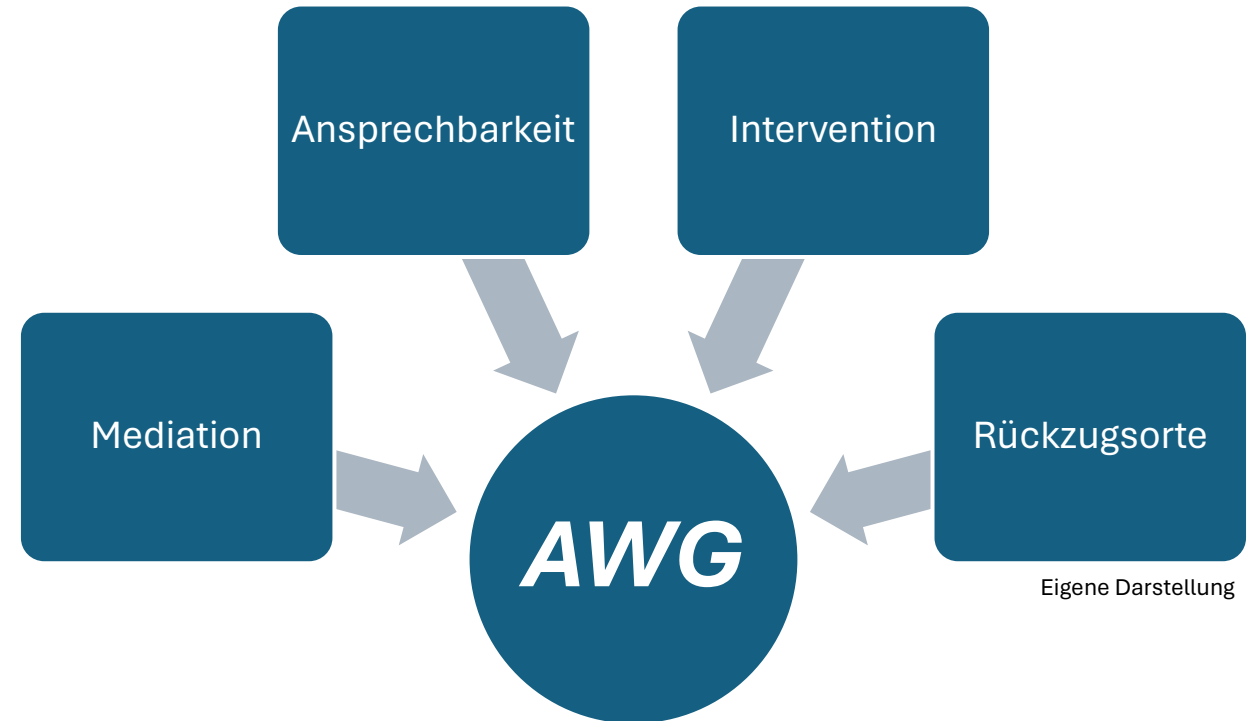 Ansprechbarkeit
Intervention
Mediation
Rückzugsorte
AWG
Eigene Darstellung